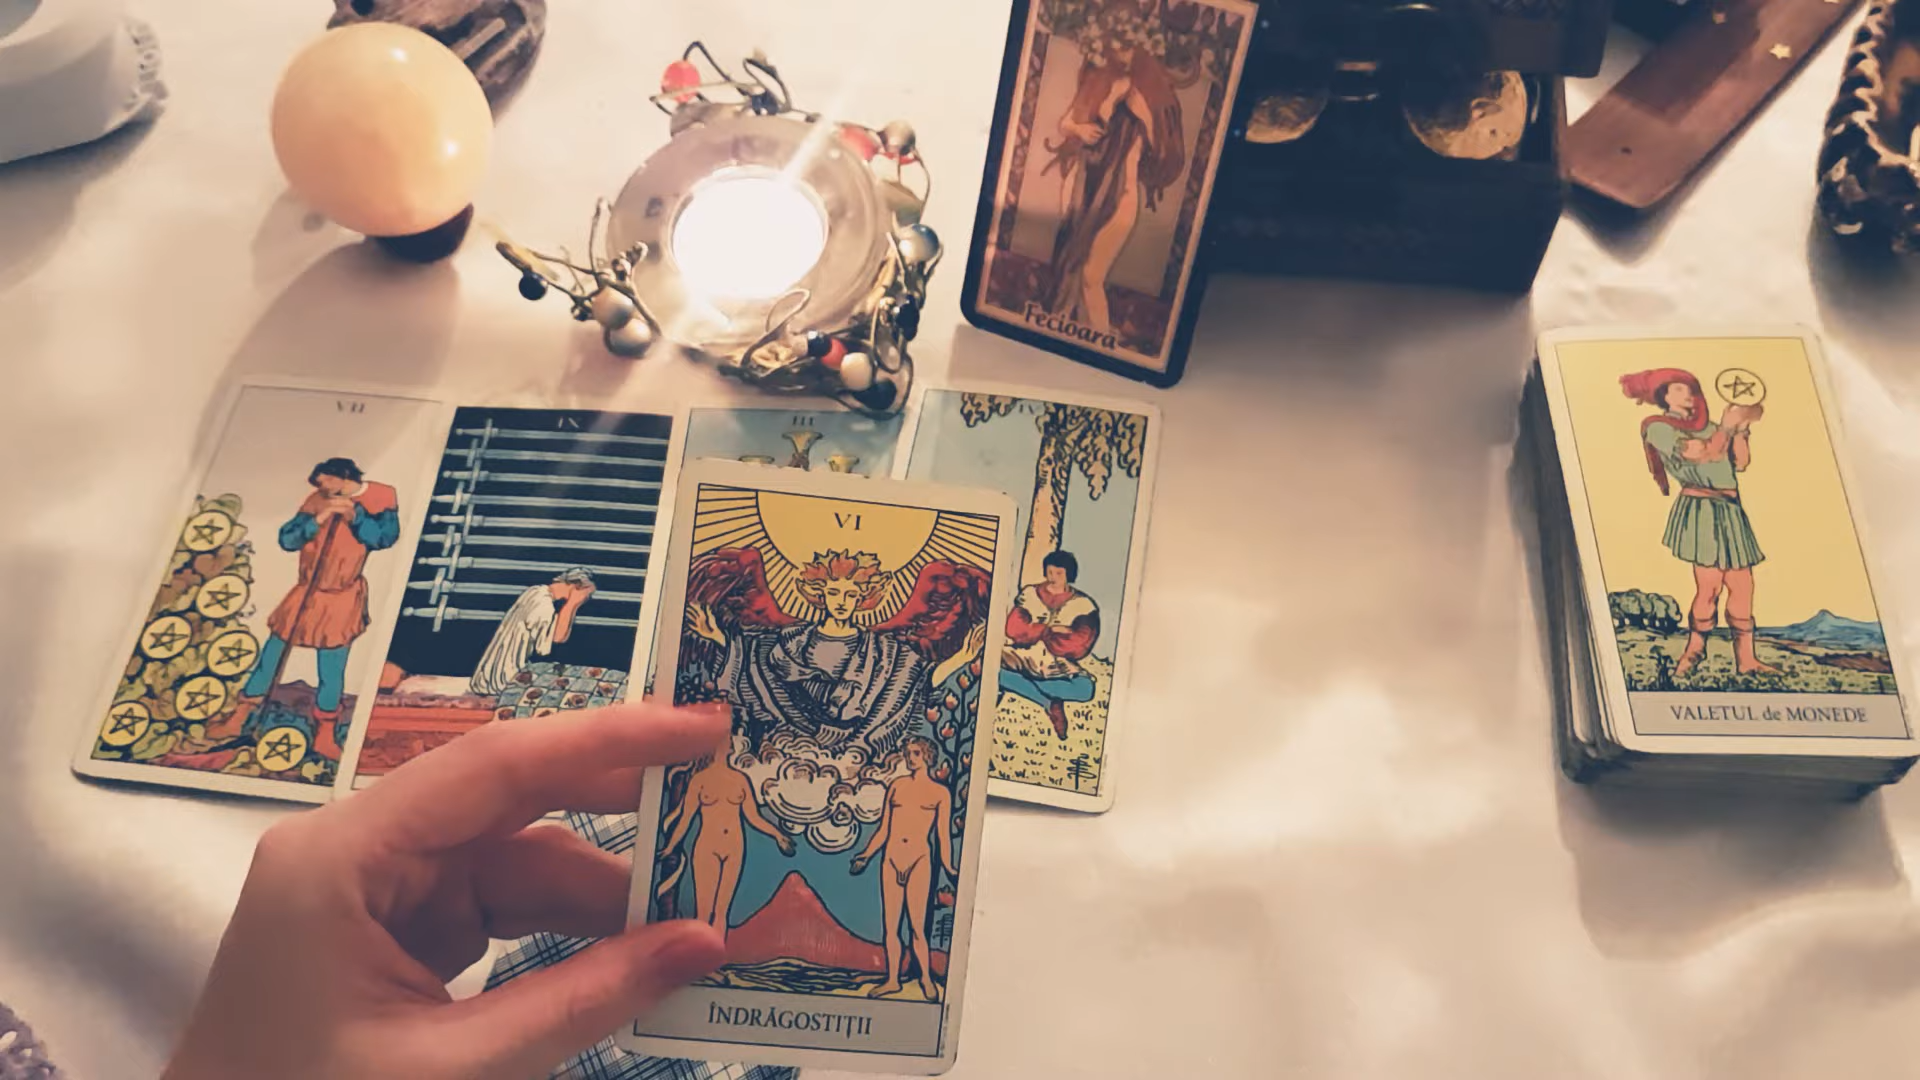 Fecioara
VII
IX
III
IV
VI
ÎNDRĂGOSTIȚII
VALETUL de MONEDE